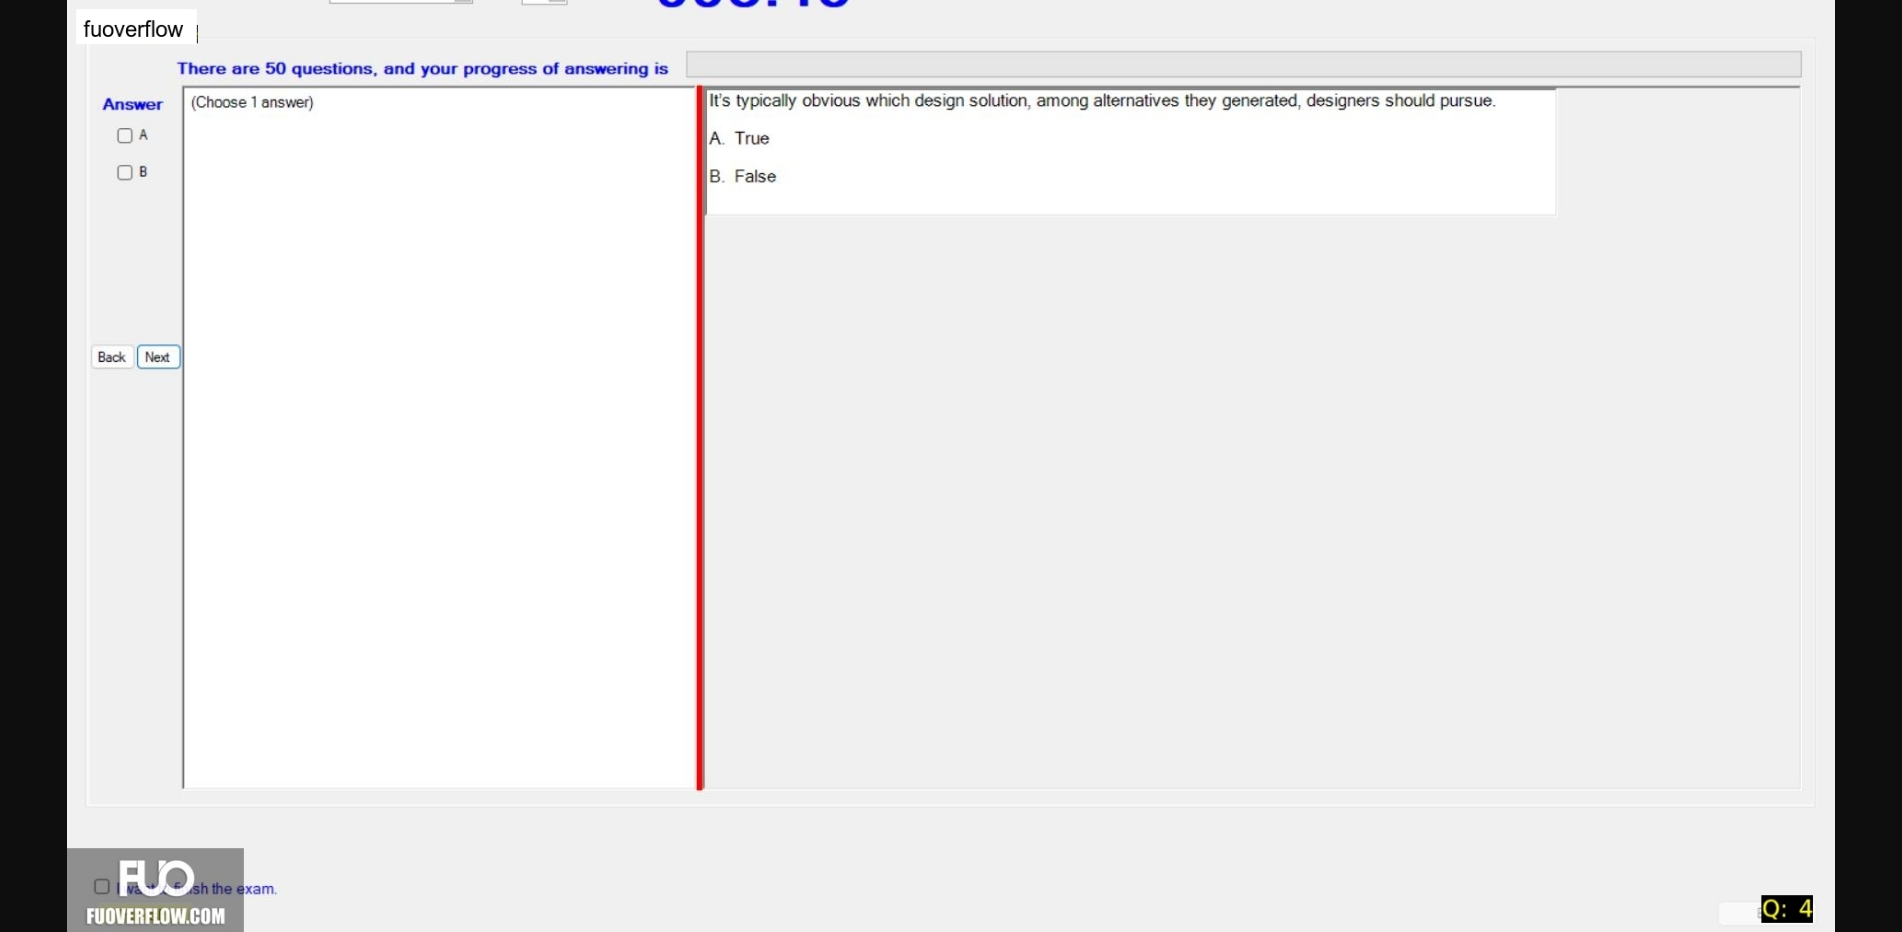 fuoverflow
There are 50 questions, and your progress of answering is
Answer
(Choose 1 answer)
It's typically obvious which design solution, among alternatives they generated, designers should pursue.
A
A. True
B
B. False
Back Next
FUO
sh the exam.
FUOVERFLOW.COM
Q: 4